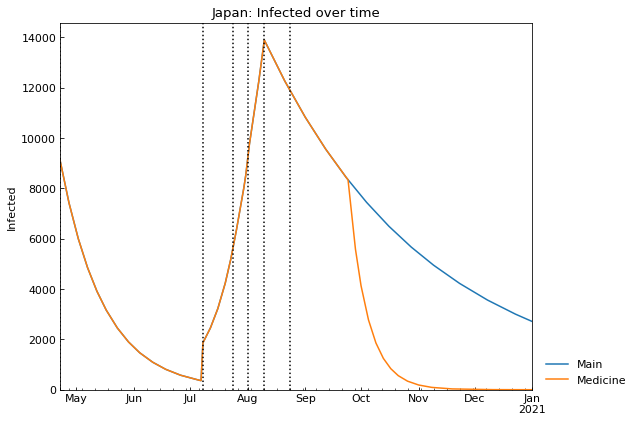 Japan: Infected over time
Infected
14000
12000
10000
8000
6000
4000
2000
0
May Jun Jul Aug Sep Oct Nov Dec Jan
2021
Main
Medicine